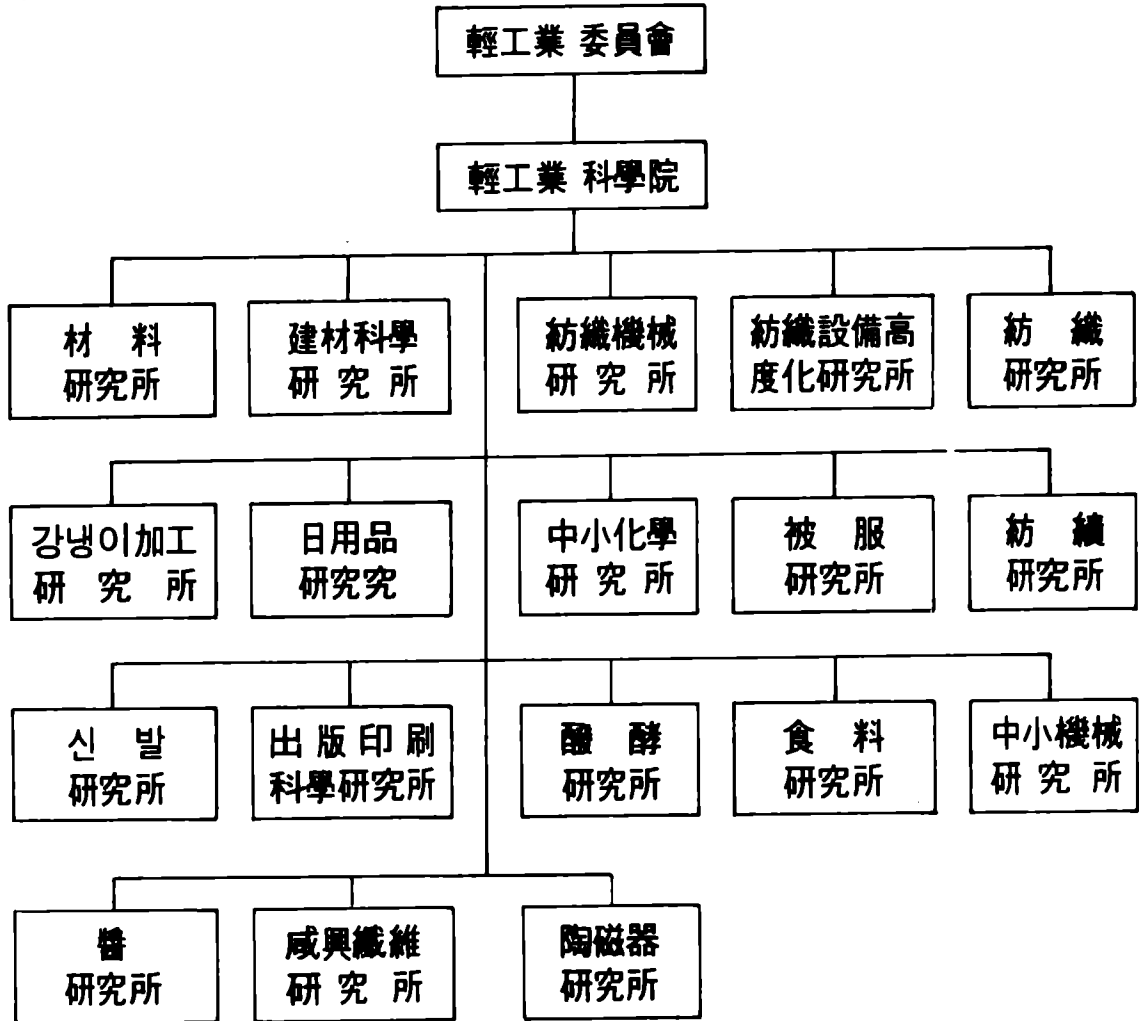 輕工業 委員會
輕工業 科學院
材 料
研究所
建材科學
研 究 所
紡織機械
研 究 所
紡織設備高
度化硏究所
紡 織
硏究所
강냉이加工
研 究 所
日用品
研究究
中小化學
研 究 所
被 服
研究所
紡 績
研究所
신 발
研究所
出 版 印 刷
科學研究所
醱 酵
研究所
食 料
研究所
中小機械
研 究 所
醬
研究所
咸興纖維
研 究 所
陶磁器
研究所